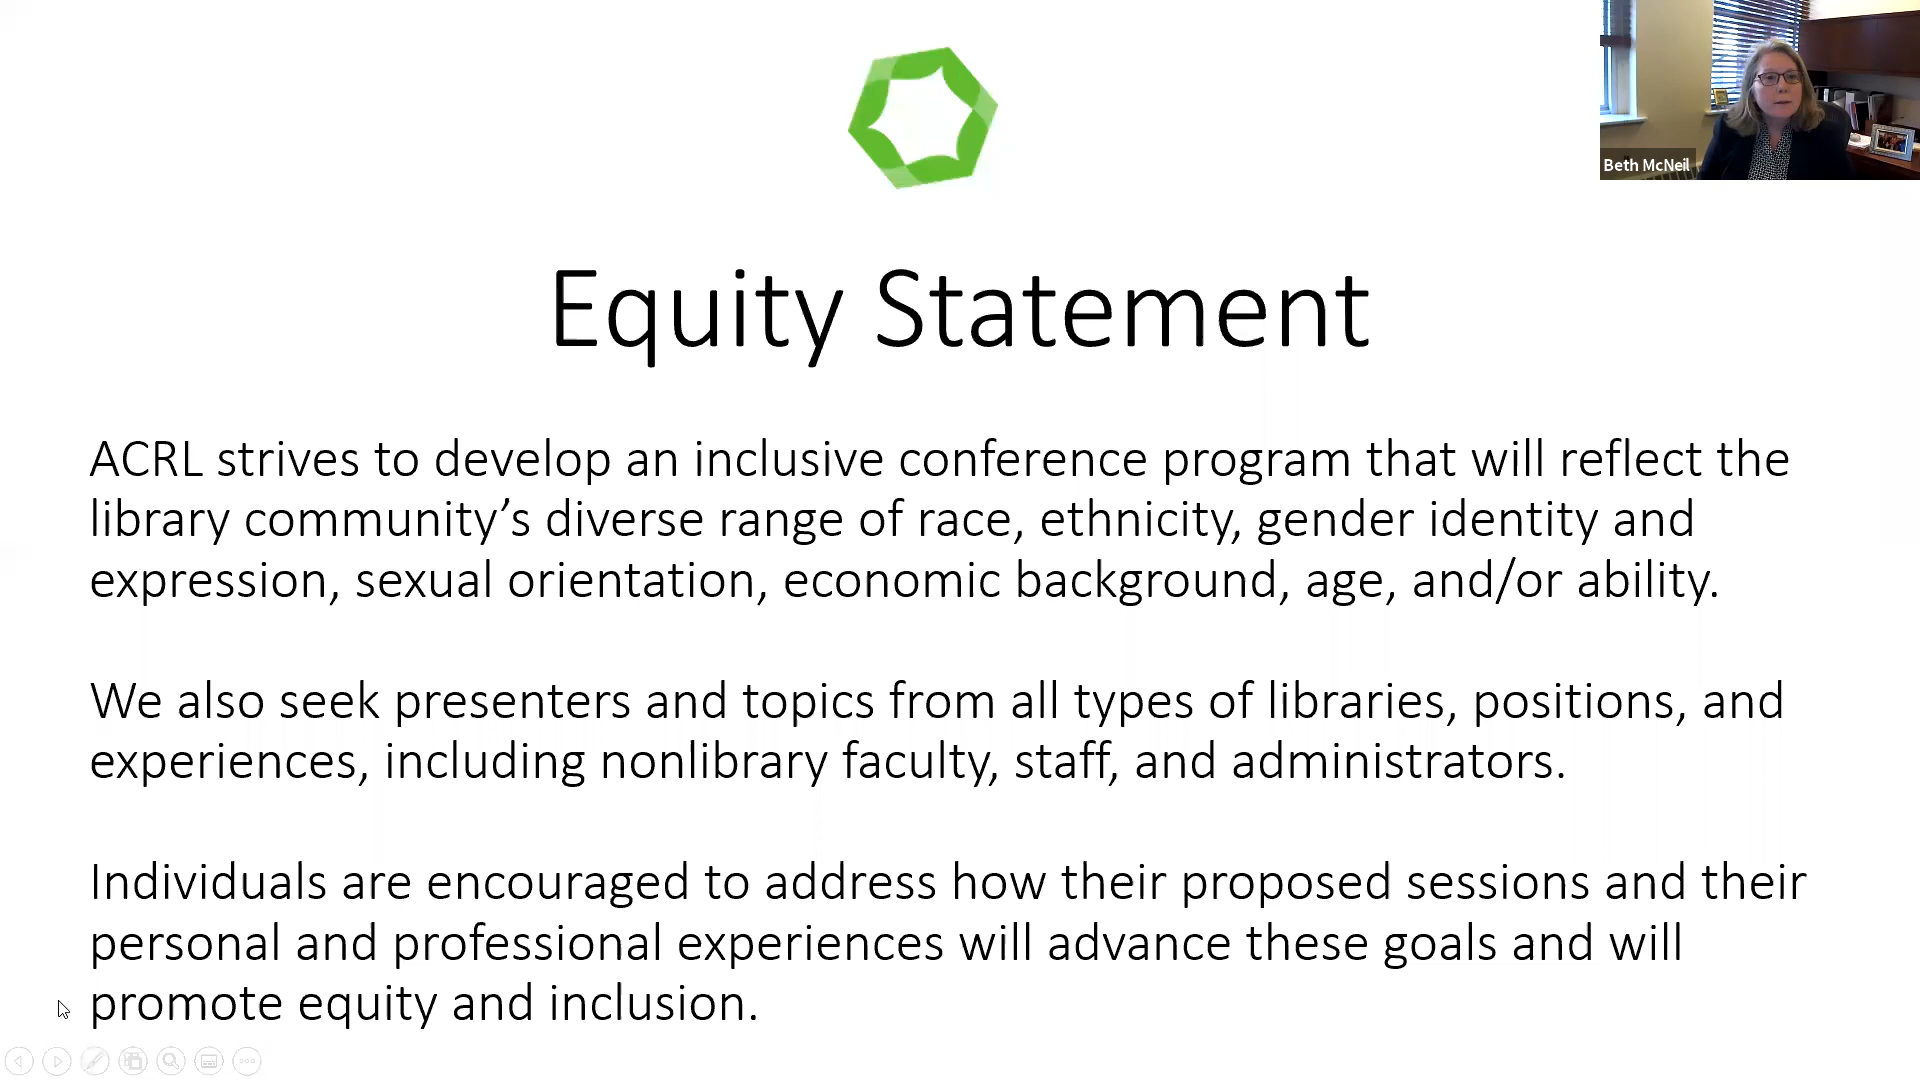 Beth McNeil
Equity Statement
ACRL strives to develop an inclusive conference program that will reflect the
library community’s diverse range of race, ethnicity, gender identity and
expression, sexual orientation, economic background, age, and/or ability.
We also seek presenters and topics from all types of libraries, positions, and
experiences, including nonlibrary faculty, staff, and administrators.
Individuals are encouraged to address how their proposed sessions and their
personal and professional experiences will advance these goals and will
promote equity and inclusion.